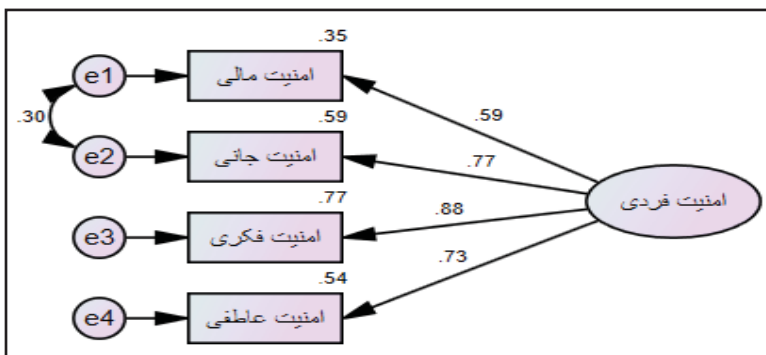 .35
e1
امنیت مالی
.59
.30
.59
e2
امنیت جانی
.77
امنیت فردی
.77
e3
امنیت فکری
.88
.54
e4
امنیت عاطفی
.73